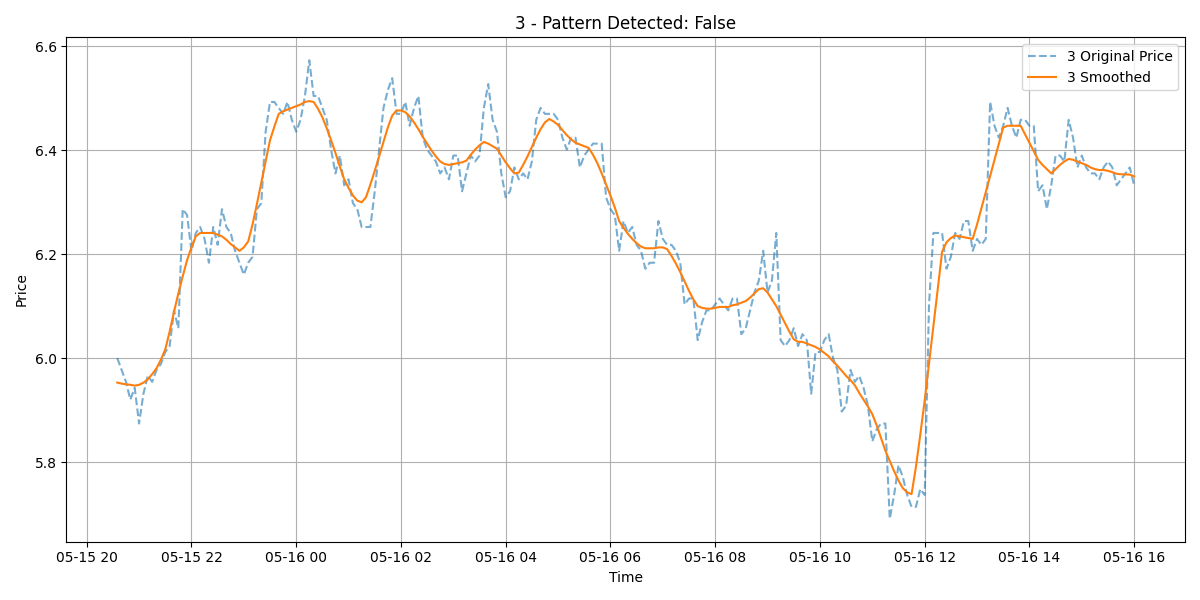 3 - Pattern Detected: False
3 Original Price
3 Smoothed
Price
6.6
6.4
6.2
6.0
5.8
05-15 20 05-15 22 05-16 00 05-16 02 05-16 04 05-16 06 05-16 08 05-16 10 05-16 12 05-16 14 05-16 16
Time